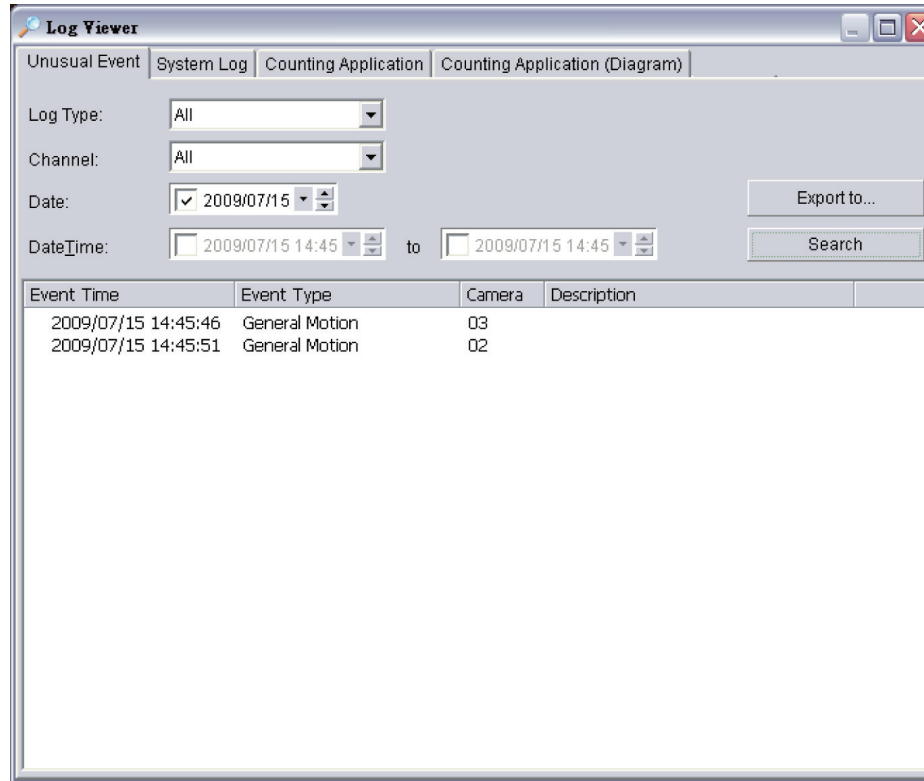 Log Viewer
Unusual Event System Log Counting Application Counting Application (Diagram)
Log Type: All
Channel: All
Date: 2009/07/15
Export to...
DateTime: 2009/07/15 14:45 to 2009/07/15 14:45
Search
Event Time Event Type Camera Description
2009/07/15 14:45:46 General Motion 03
2009/07/15 14:45:51 General Motion 02